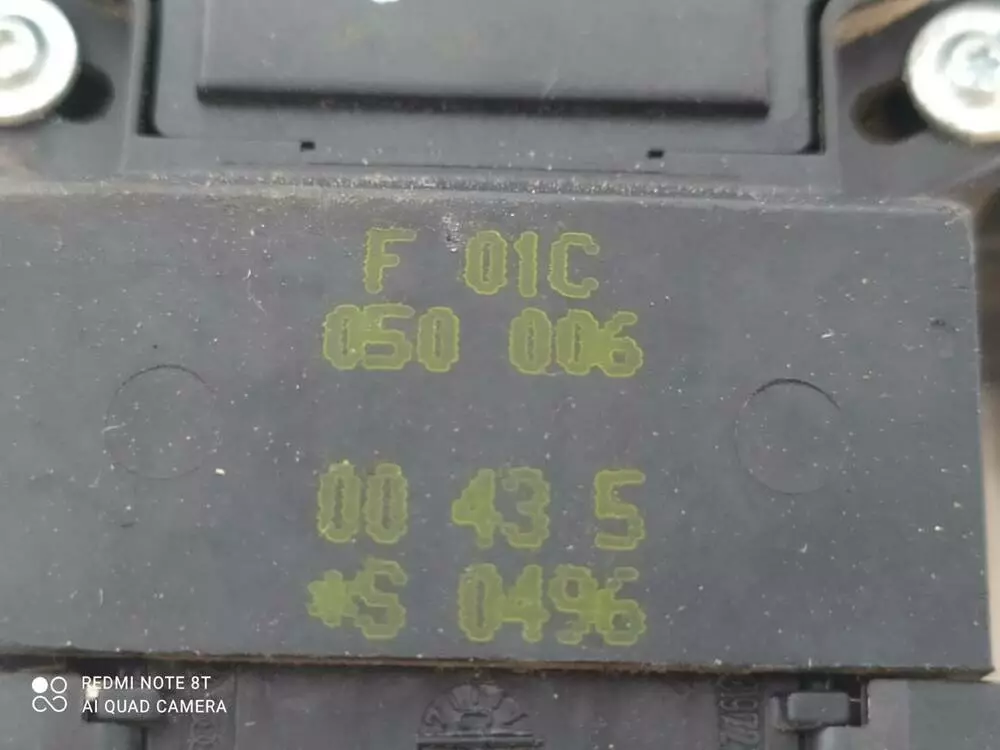 F 01C
050 006
00 43 5
*S 0496
REDMI NOTE 8T
AI QUAD CAMERA